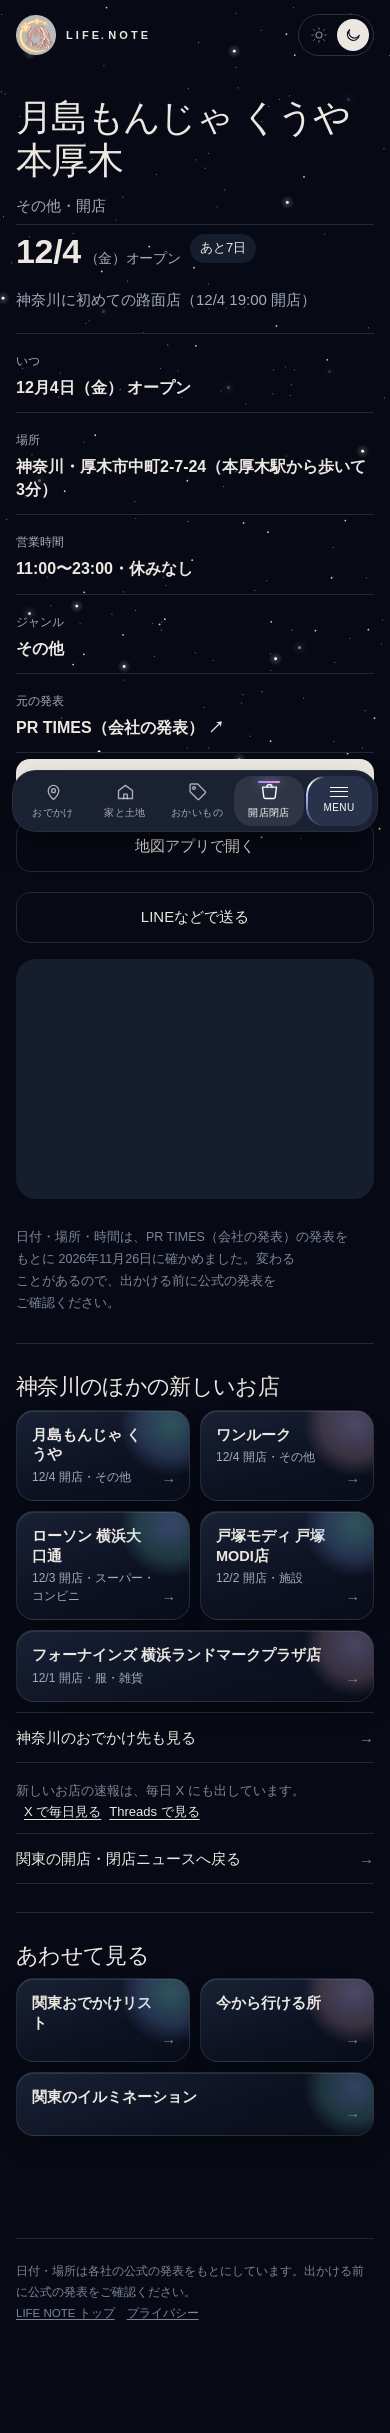 LIFE.NOTE
月島もんじゃ くうや
本厚木
その他・開店
12/4（金）オープン あと7日
神奈川に初めての路面店（12/4 19:00 開店）
いつ
12月4日（金） オープン
場所
神奈川・厚木市中町2-7-24（本厚木駅から歩いて
3分）
営業時間
11:00〜23:00・休みなし
ジャンル
その他
元の発表
PR TIMES（会社の発表） ↗
おでかけ
家と土地
おかいもの
開店閉店
MENU
地図アプリで開く
LINEなどで送る
日付・場所・時間は、PR TIMES（会社の発表）の発表を
もとに 2026年11月26日に確かめました。変わる
ことがあるので、出かける前に公式の発表を
ご確認ください。
神奈川のほかの新しいお店
月島もんじゃ く
うや
12/4 開店・その他
→
ワンルーク
12/4 開店・その他
→
ローソン 横浜大
口通
12/3 開店・スーパー・
コンビニ
→
戸塚モディ 戸塚
MODI店
12/2 開店・施設
→
フォーナインズ 横浜ランドマークプラザ店
12/1 開店・服・雑貨
→
神奈川のおでかけ先も見る →
新しいお店の速報は、毎日 X にも出しています。
X で毎日見る Threads で見る
関東の開店・閉店ニュースへ戻る →
あわせて見る
関東おでかけリス
ト
→
今から行ける所
→
関東のイルミネーション
→
日付・場所は各社の公式の発表をもとにしています。出かける前
に公式の発表をご確認ください。
LIFE NOTE トップ プライバシー